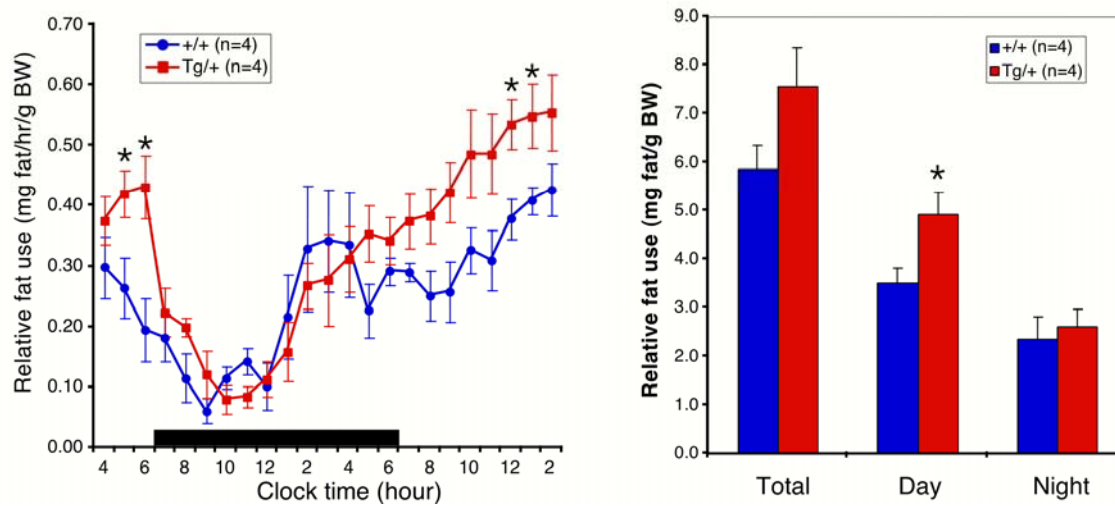 Relative fat use (mg fat/hr/g BW)
0.70
0.60
0.50
0.40
0.30
0.20
0.10
0.00
+/+ (n=4)
Tg/+ (n=4)
* *
* *
4 6 8 10 12 2 4 6 8 10 12 2
Clock time (hour)
Relative fat use (mg fat/g BW)
9.0
8.0
7.0
6.0
5.0
4.0
3.0
2.0
1.0
0.0
+/+ (n=4)
Tg/+ (n=4)
*
Total Day Night